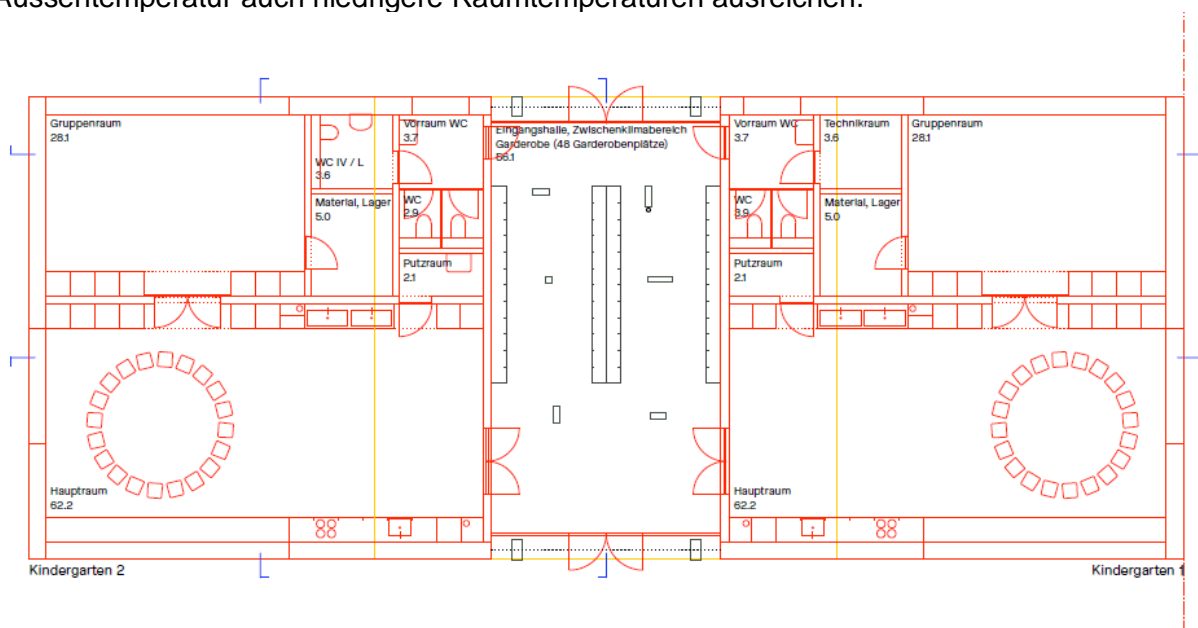 Aussentemperatur auch niedrigere Raumtemperaturen ausreichen.
Gruppenraum
28.1
WC IV / L
3.6
Vorraum WC
3.7
Material, Lager
5.0
WC
2.9
Putzraum
2.1
Hauptraum
62.2
Eingangshalle, Zwischenklimabereich
Garderobe (48 Garderobenplätze)
56.1
Vorraum WC
3.7
Technikraum
3.6
Gruppenraum
28.1
WC
3.9
Material, Lager
5.0
Putzraum
2.1
Hauptraum
62.2
Kindergarten 2
Kindergarten 1